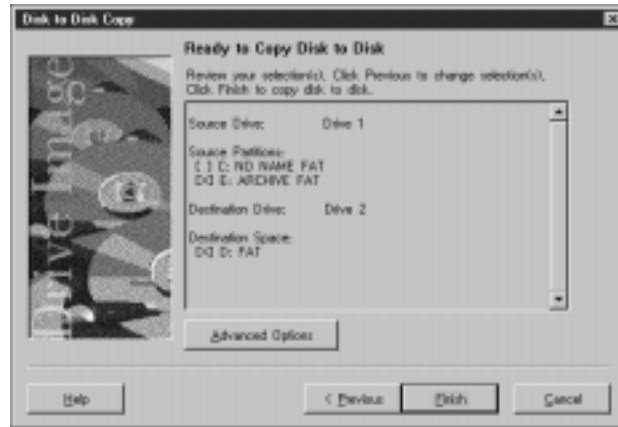 Disk to Disk Copy
Drive Image
Ready to Copy Disk to Disk
Review your selection(s). Click Previous to change selection(s).
Click Finish to copy disk to disk.
Source Drive: Drive 1
Source Partitions:
[ ] C: NO NAME FAT
[X] E: ARCHIVE FAT
Destination Drive: Drive 2
Destination Space:
[X] D: FAT
Advanced Options
Help
< Previous
Finish
Cancel